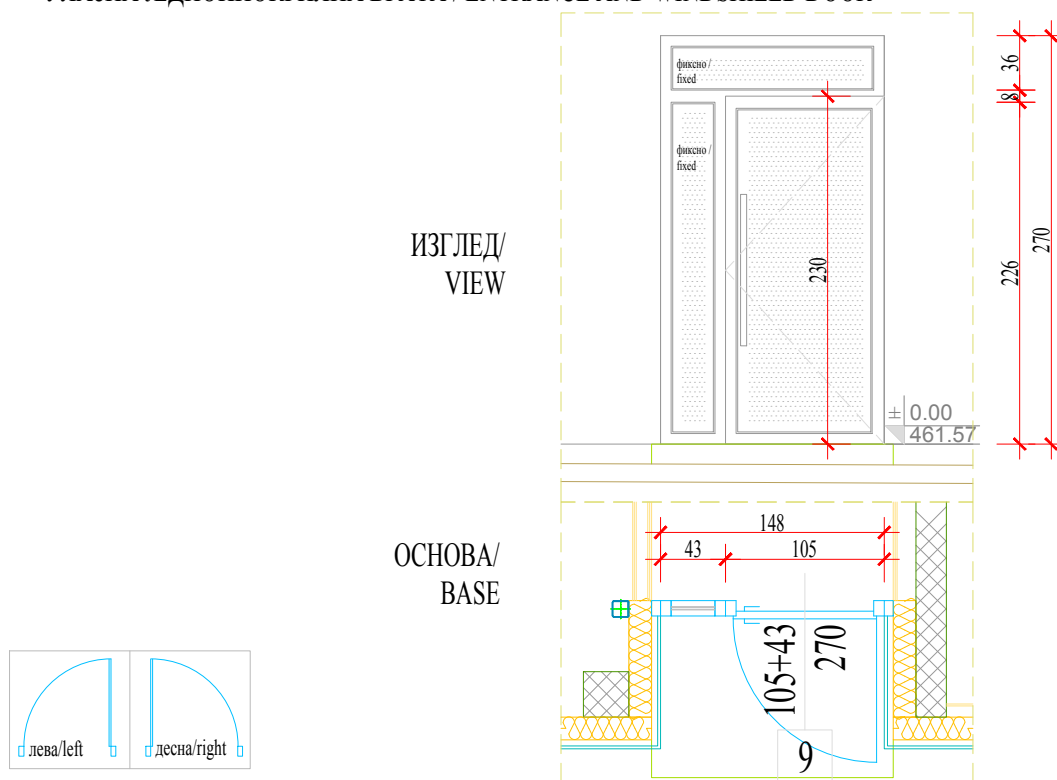 фиксно /
fixed
фиксно /
fixed
ИЗГЛЕД/
VIEW
230
36
8
226
270
± 0.00
461.57
148
43
105
ОСНОВА/
BASE
105+43
270
9
лева/left
десна/right